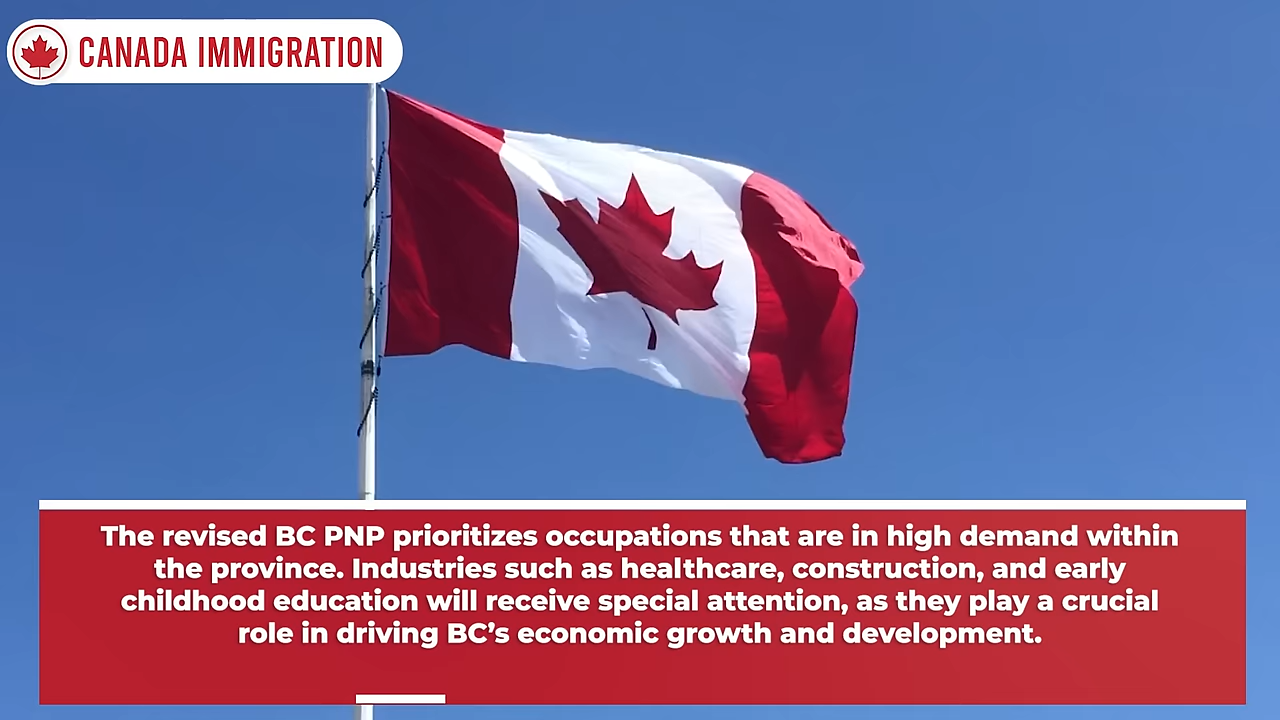 CANADA IMMIGRATION
The revised BC PNP prioritizes occupations that are in high demand within
the province. Industries such as healthcare, construction, and early
childhood education will receive special attention, as they play a crucial
role in driving BC’s economic growth and development.